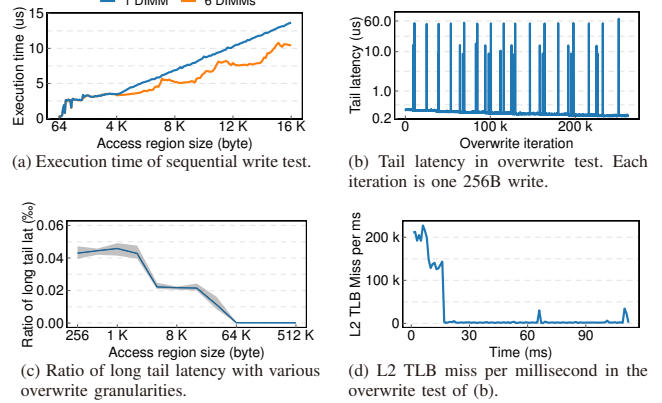 1 DIMM 6 DIMMs
Execution time (us)
15
10
5
0
64 4 K 8 K 12 K 16 K
Access region size (byte)
(a) Execution time of sequential write test.
Tail latency (us)
60.0
10.0
1.0
0.2
0 100 k 200 k
Overwrite iteration
(b) Tail latency in overwrite test. Each
iteration is one 256B write.
Ratio of long tail lat (‰)
0.06
0.04
0.02
0.00
256 1 K 8 K 64 K 512 K
Access region size (byte)
(c) Ratio of long tail latency with various
overwrite granularities.
L2 TLB Miss per ms
200 k
100 k
0
0 30 60 90
Time (ms)
(d) L2 TLB miss per millisecond in the
overwrite test of (b).